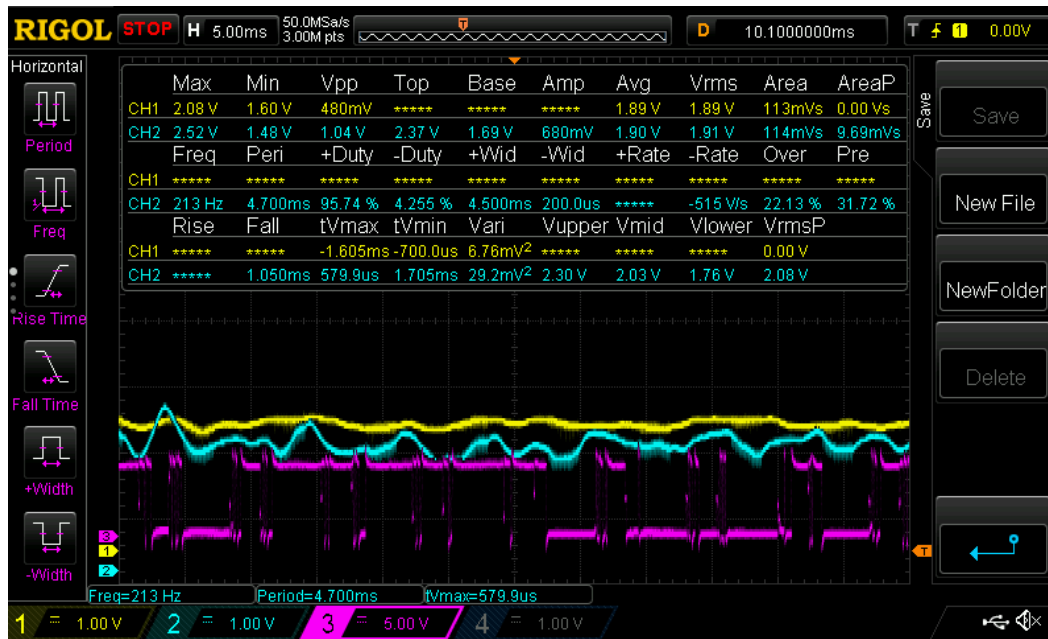 RIGOL STOP H 5.00ms 50.0MSa/s 3.00M pts D 10.1000000ms T 1 0.00V
Horizontal
Period
Freq
Rise Time
Fall Time
+Width
-Width
Max Min Vpp Top Base Amp Avg Vrms Area AreaP
CH1 2.08 V 1.60 V 480mV ***** ***** ***** 1.89 V 1.89 V 113mVs 0.00 Vs
CH2 2.52 V 1.48 V 1.04 V 2.37 V 1.69 V 680mV 1.90 V 1.91 V 114mVs 9.69mVs
Freq Peri +Duty -Duty +Wid -Wid +Rate -Rate Over Pre
CH1 ***** ***** ***** ***** ***** ***** ***** ***** ***** *****
CH2 213 Hz 4.700ms 95.74 % 4.255 % 4.500ms 200.0us ***** -515 V/s 22.13 % 31.72 %
Rise Fall tVmax tVmin Vari Vupper Vmid Vlower VrmsP
CH1 ***** ***** -1.605ms -700.0us 6.76mV² ***** ***** ***** 0.00 V
CH2 ***** 1.050ms 579.9us 1.705ms 29.2mV² 2.30 V 2.03 V 1.76 V 2.08 V
3
1
2
T
Freq=213 Hz Period=4.700ms tVmax=579.9us
1 = 1.00 V 2 = 1.00 V 3 = 5.00 V 4 = 1.00 V
Save
Save
New File
NewFolder
Delete